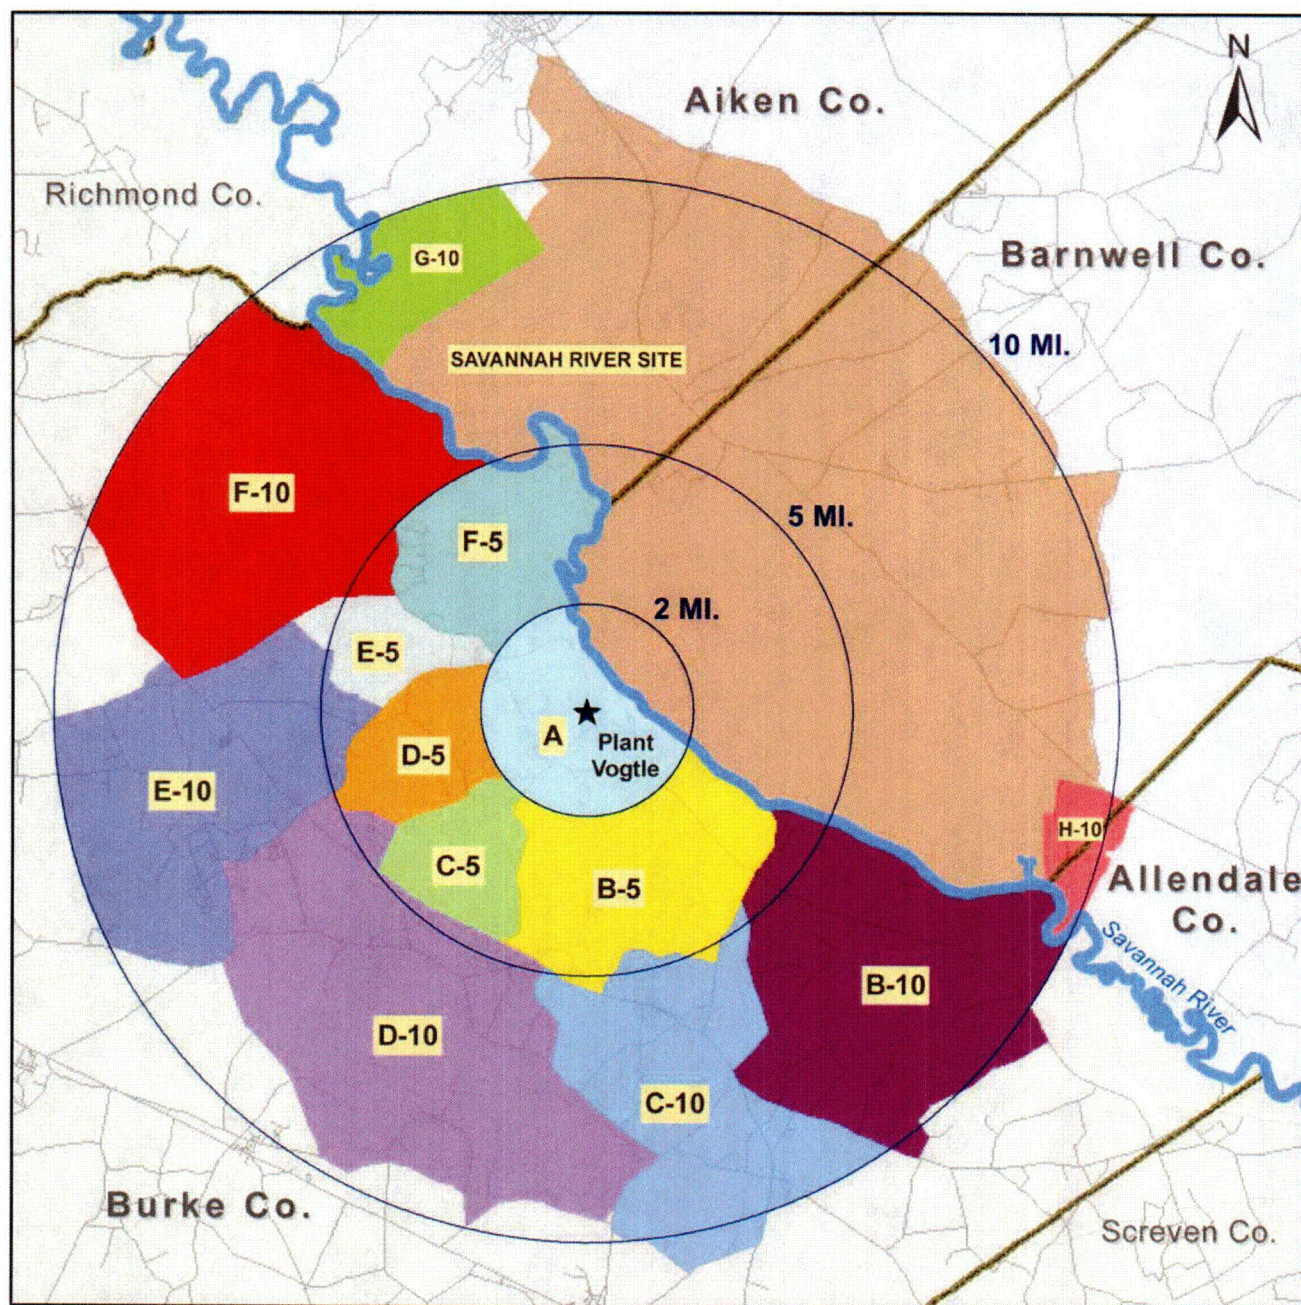 N
Aiken Co.
Richmond Co.
Barnwell Co.
G-10
10 MI.
SAVANNAH RIVER SITE
F-10
5 MI.
F-5
2 MI.
E-5
A
Plant
Vogtle
D-5
E-10
H-10
C-5
B-5
Allendale
Co.
Savannah River
B-10
D-10
C-10
Burke Co.
Screven Co.